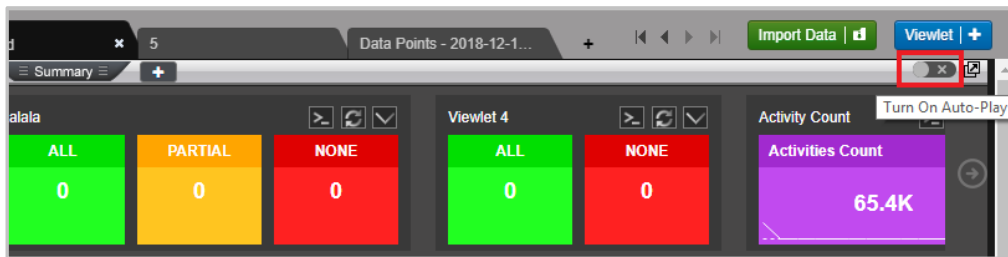 d
5
Data Points - 2018-12-1...
+
Import Data
Viewlet | +
Summary
+
Turn On Auto-Play
alala
Viewlet 4
Activity Count
ALL
PARTIAL
NONE
ALL
NONE
Activities Count
0
0
0
0
0
65.4K